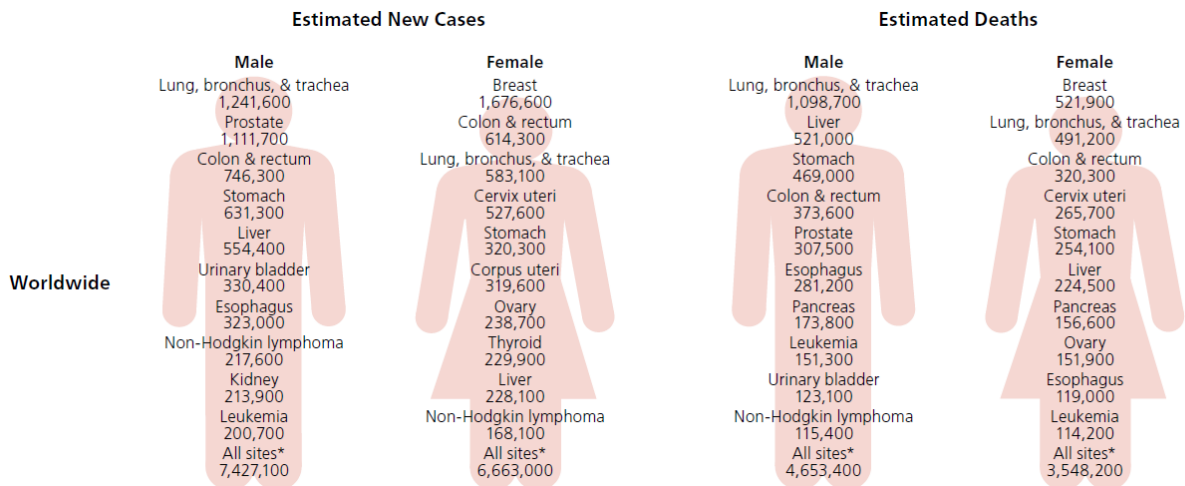 Estimated New Cases
Estimated Deaths
Worldwide
Male
Lung, bronchus, & trachea
1,241,600
Prostate
1,111,700
Colon & rectum
746,300
Stomach
631,300
Liver
554,400
Urinary bladder
330,400
Esophagus
323,000
Non-Hodgkin lymphoma
217,600
Kidney
213,900
Leukemia
200,700
All sites*
7,427,100
Female
Breast
1,676,600
Colon & rectum
614,300
Lung, bronchus, & trachea
583,100
Cervix uteri
527,600
Stomach
320,300
Corpus uteri
319,600
Ovary
238,700
Thyroid
229,900
Liver
228,100
Non-Hodgkin lymphoma
168,100
All sites*
6,663,000
Male
Lung, bronchus, & trachea
1,098,700
Liver
521,000
Stomach
469,000
Colon & rectum
373,600
Prostate
307,500
Esophagus
281,200
Pancreas
173,800
Leukemia
151,300
Urinary bladder
123,100
Non-Hodgkin lymphoma
115,400
All sites*
4,653,400
Female
Breast
521,900
Lung, bronchus, & trachea
491,200
Colon & rectum
320,300
Cervix uteri
265,700
Stomach
254,100
Liver
224,500
Pancreas
156,600
Ovary
151,900
Esophagus
119,000
Leukemia
114,200
All sites*
3,548,200